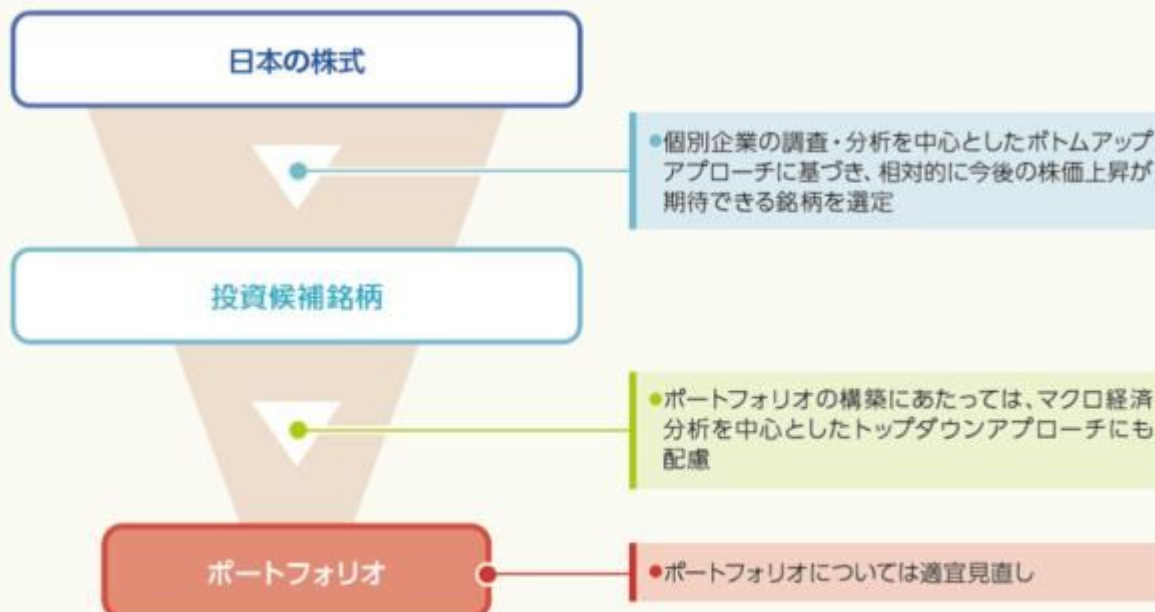 日本の株式
●個別企業の調査・分析を中心としたボトムアップ
アプローチに基づき、相対的に今後の株価上昇が
期待できる銘柄を選定
投資候補銘柄
●ポートフォリオの構築にあたっては、マクロ経済
分析を中心としたトップダウンアプローチにも
配慮
ポートフォリオ
●ポートフォリオについては適宜見直し